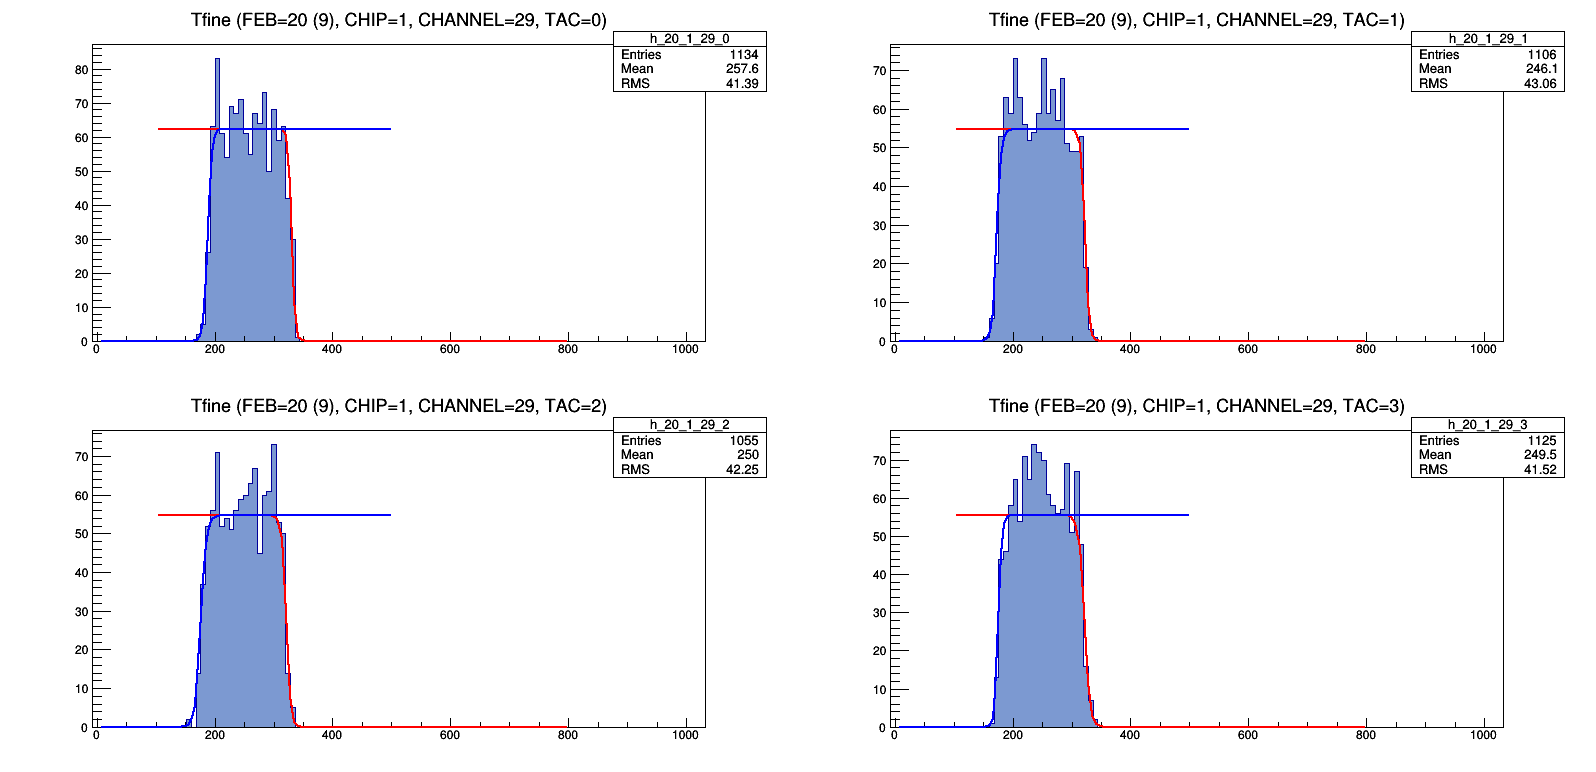 Tfine (FEB=20 (9), CHIP=1, CHANNEL=29, TAC=0)
h_20_1_29_0
Entries 1134
Mean 257.6
RMS 41.39
80
70
60
50
40
30
20
10
0
0 200 400 600 800 1000
Tfine (FEB=20 (9), CHIP=1, CHANNEL=29, TAC=1)
h_20_1_29_1
Entries 1106
Mean 246.1
RMS 43.06
70
60
50
40
30
20
10
0
0 200 400 600 800 1000
Tfine (FEB=20 (9), CHIP=1, CHANNEL=29, TAC=2)
h_20_1_29_2
Entries 1055
Mean 250
RMS 42.25
70
60
50
40
30
20
10
0
0 200 400 600 800 1000
Tfine (FEB=20 (9), CHIP=1, CHANNEL=29, TAC=3)
h_20_1_29_3
Entries 1125
Mean 249.5
RMS 41.52
70
60
50
40
30
20
10
0
0 200 400 600 800 1000